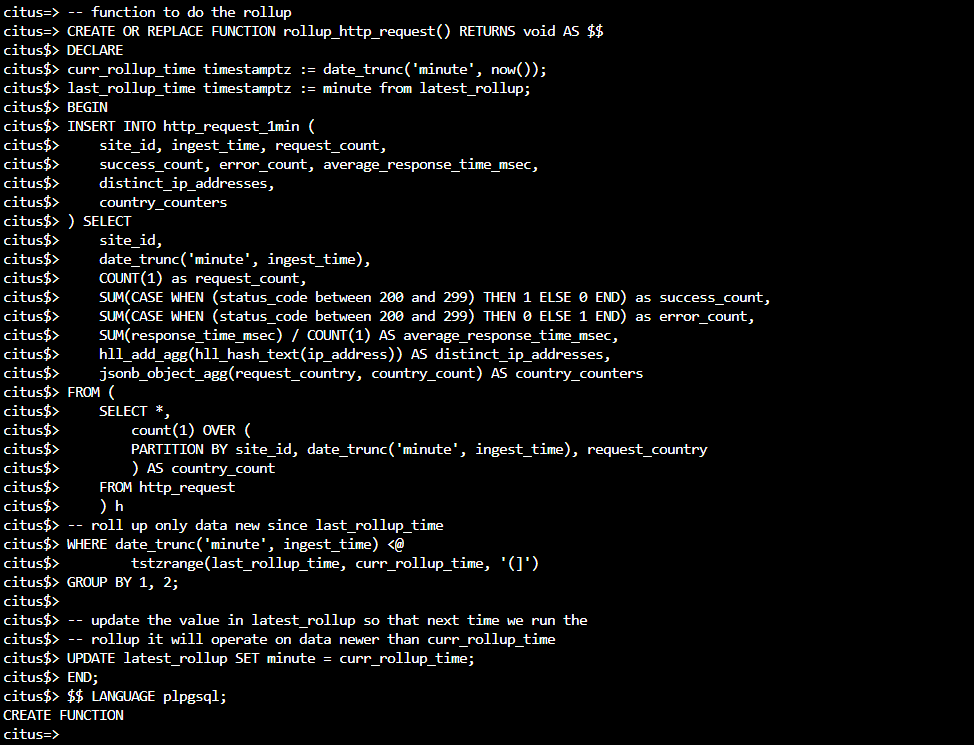 citus=> -- function to do the rollup
citus=> CREATE OR REPLACE FUNCTION rollup_http_request() RETURNS void AS $$
citus$> DECLARE
citus$> curr_rollup_time timestamptz := date_trunc('minute', now());
citus$> last_rollup_time timestamptz := minute from latest_rollup;
citus$> BEGIN
citus$> INSERT INTO http_request_1min (
citus$>     site_id, ingest_time, request_count,
citus$>     success_count, error_count, average_response_time_msec,
citus$>     distinct_ip_addresses,
citus$>     country_counters
citus$> ) SELECT
citus$>     site_id,
citus$>     date_trunc('minute', ingest_time),
citus$>     COUNT(1) as request_count,
citus$>     SUM(CASE WHEN (status_code between 200 and 299) THEN 1 ELSE 0 END) as success_count,
citus$>     SUM(CASE WHEN (status_code between 200 and 299) THEN 0 ELSE 1 END) as error_count,
citus$>     SUM(response_time_msec) / COUNT(1) AS average_response_time_msec,
citus$>     hll_add_agg(hll_hash_text(ip_address)) AS distinct_ip_addresses,
citus$>     jsonb_object_agg(request_country, country_count) AS country_counters
citus$> FROM (
citus$>     SELECT *,
citus$>         count(1) OVER (
citus$>         PARTITION BY site_id, date_trunc('minute', ingest_time), request_country
citus$>         ) AS country_count
citus$>     FROM http_request
citus$>     ) h
citus$> -- roll up only data new since last_rollup_time
citus$> WHERE date_trunc('minute', ingest_time) <@
citus$>         tstzrange(last_rollup_time, curr_rollup_time, '(]')
citus$> GROUP BY 1, 2;
citus$>
citus$> -- update the value in latest_rollup so that next time we run the
citus$> -- rollup it will operate on data newer than curr_rollup_time
citus$> UPDATE latest_rollup SET minute = curr_rollup_time;
citus$> END;
citus$> $$ LANGUAGE plpgsql;
CREATE FUNCTION
citus=>